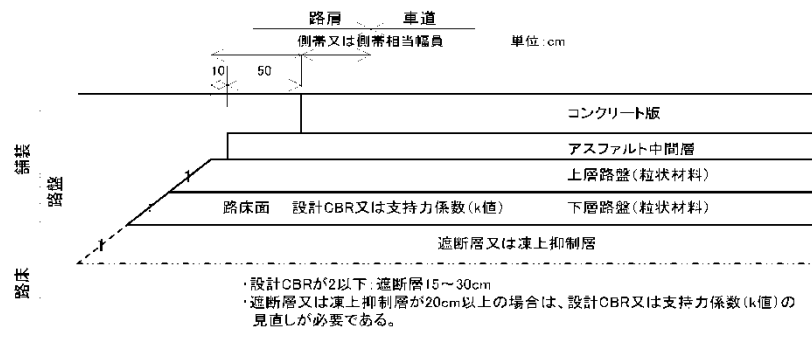 路肩 車道
側帯又は側帯相当幅員 単位:cm
10 50
コンクリート版
アスファルト中間層
上層路盤(粒状材料)
路床面 設計CBR又は支持力係数(k値) 下層路盤(粒状材料)
遮断層又は凍上抑制層
舗装
路盤
路床
1
1
1
・設計CBRが2以下:遮断層15～30cm
・遮断層又は凍上抑制層が20cm以上の場合は、設計CBR又は支持力係数(k値)の
見直しが必要である。